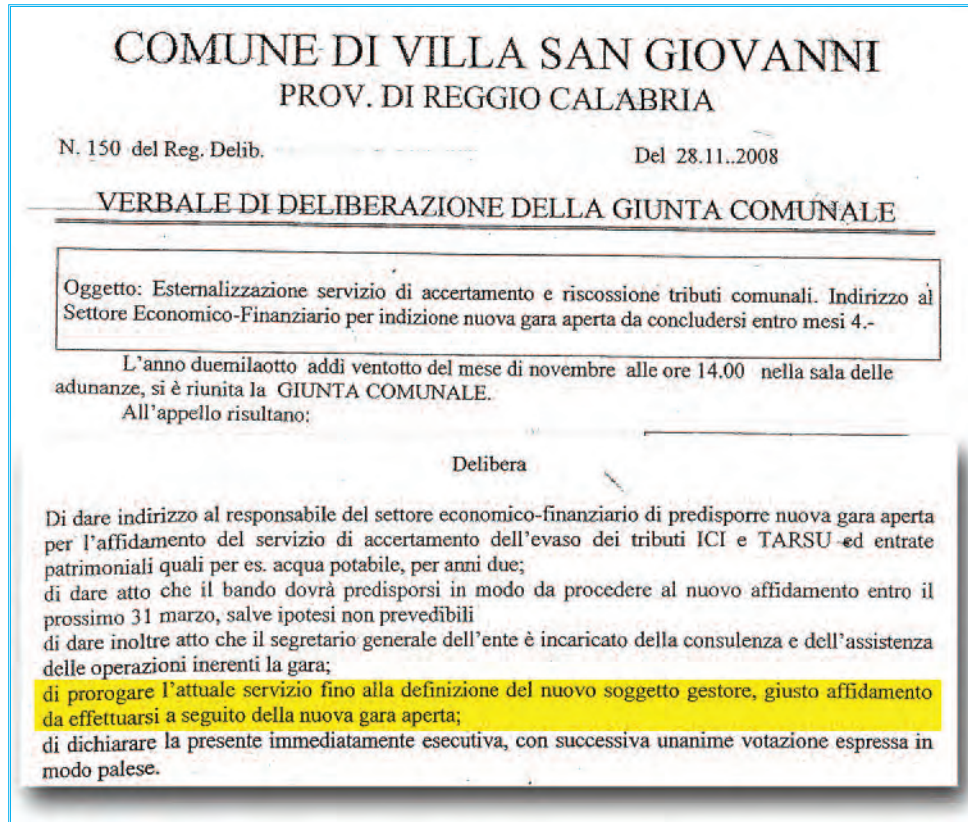 COMUNE DI VILLA SAN GIOVANNI
PROV. DI REGGIO CALABRIA
N. 150 del Reg. Delib.
Del 28.11..2008
VERBALE DI DELIBERAZIONE DELLA GIUNTA COMUNALE
Oggetto: Esternalizzazione servizio di accertamento e riscossione tributi comunali. Indirizzo al
Settore Economico-Finanziario per indizione nuova gara aperta da concludersi entro mesi 4.-
L'anno duemilaotto addi ventotto del mese di novembre alle ore 14.00 nella sala delle
adunanze, si è riunita la GIUNTA COMUNALE.
All'appello risultano:
Delibera
Di dare indirizzo al responsabile del settore economico-finanziario di predisporre nuova gara aperta
per l'affidamento del servizio di accertamento dell'evaso dei tributi ICI e TARSU ed entrate
patrimoniali quali per es. acqua potabile, per anni due;
di dare atto che il bando dovrà predisporsi in modo da procedere al nuovo affidamento entro il
prossimo 31 marzo, salve ipotesi non prevedibili
di dare inoltre atto che il segretario generale dell'ente è incaricato della consulenza e dell'assistenza
delle operazioni inerenti la gara;
di prorogare l'attuale servizio fino alla definizione del nuovo soggetto gestore, giusto affidamento
da effettuarsi a seguito della nuova gara aperta;
di dichiarare la presente immediatamente esecutiva, con successiva unanime votazione espressa in
modo palese.